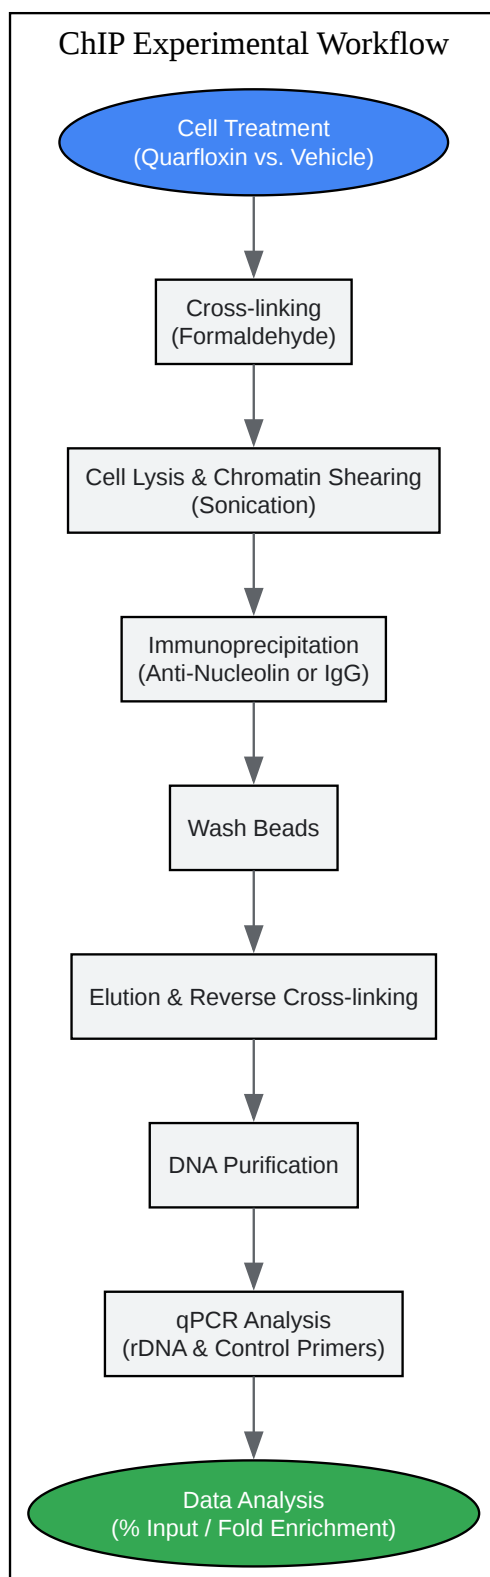 ChIP Experimental Workflow
Cell Treatment
(Quarfloxin vs. Vehicle)
Cross-linking
(Formaldehyde)
Cell Lysis & Chromatin Shearing
(Sonication)
Immunoprecipitation
(Anti-Nucleolin or IgG)
Wash Beads
Elution & Reverse Cross-linking
DNA Purification
qPCR Analysis
(rDNA & Control Primers)
Data Analysis
(% Input / Fold Enrichment)